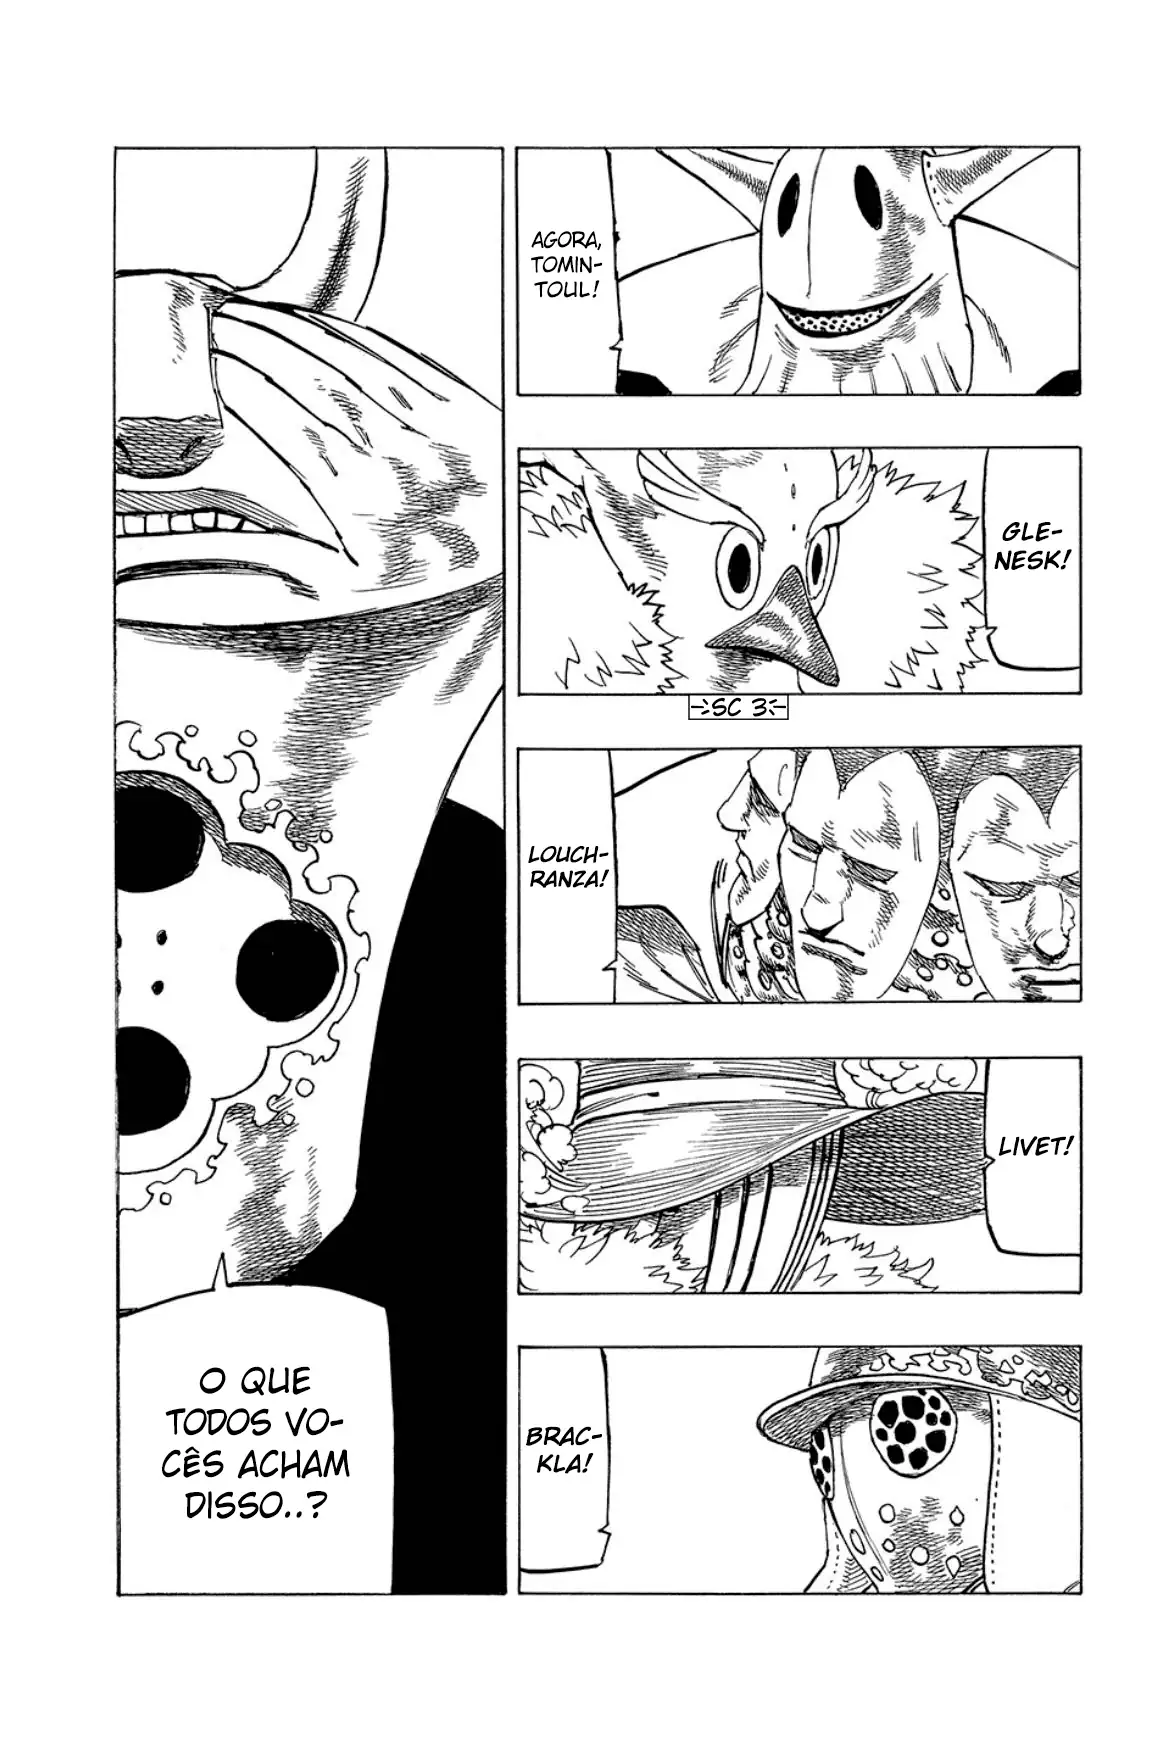 AGORA,
TOMIN-
TOUL!
GLE-
NESK!
SC 3
LOUCH-
RANZA!
LIVET!
BRAC-
KLA!
O QUE
TODOS VO-
CÊS ACHAM
DISSO..?